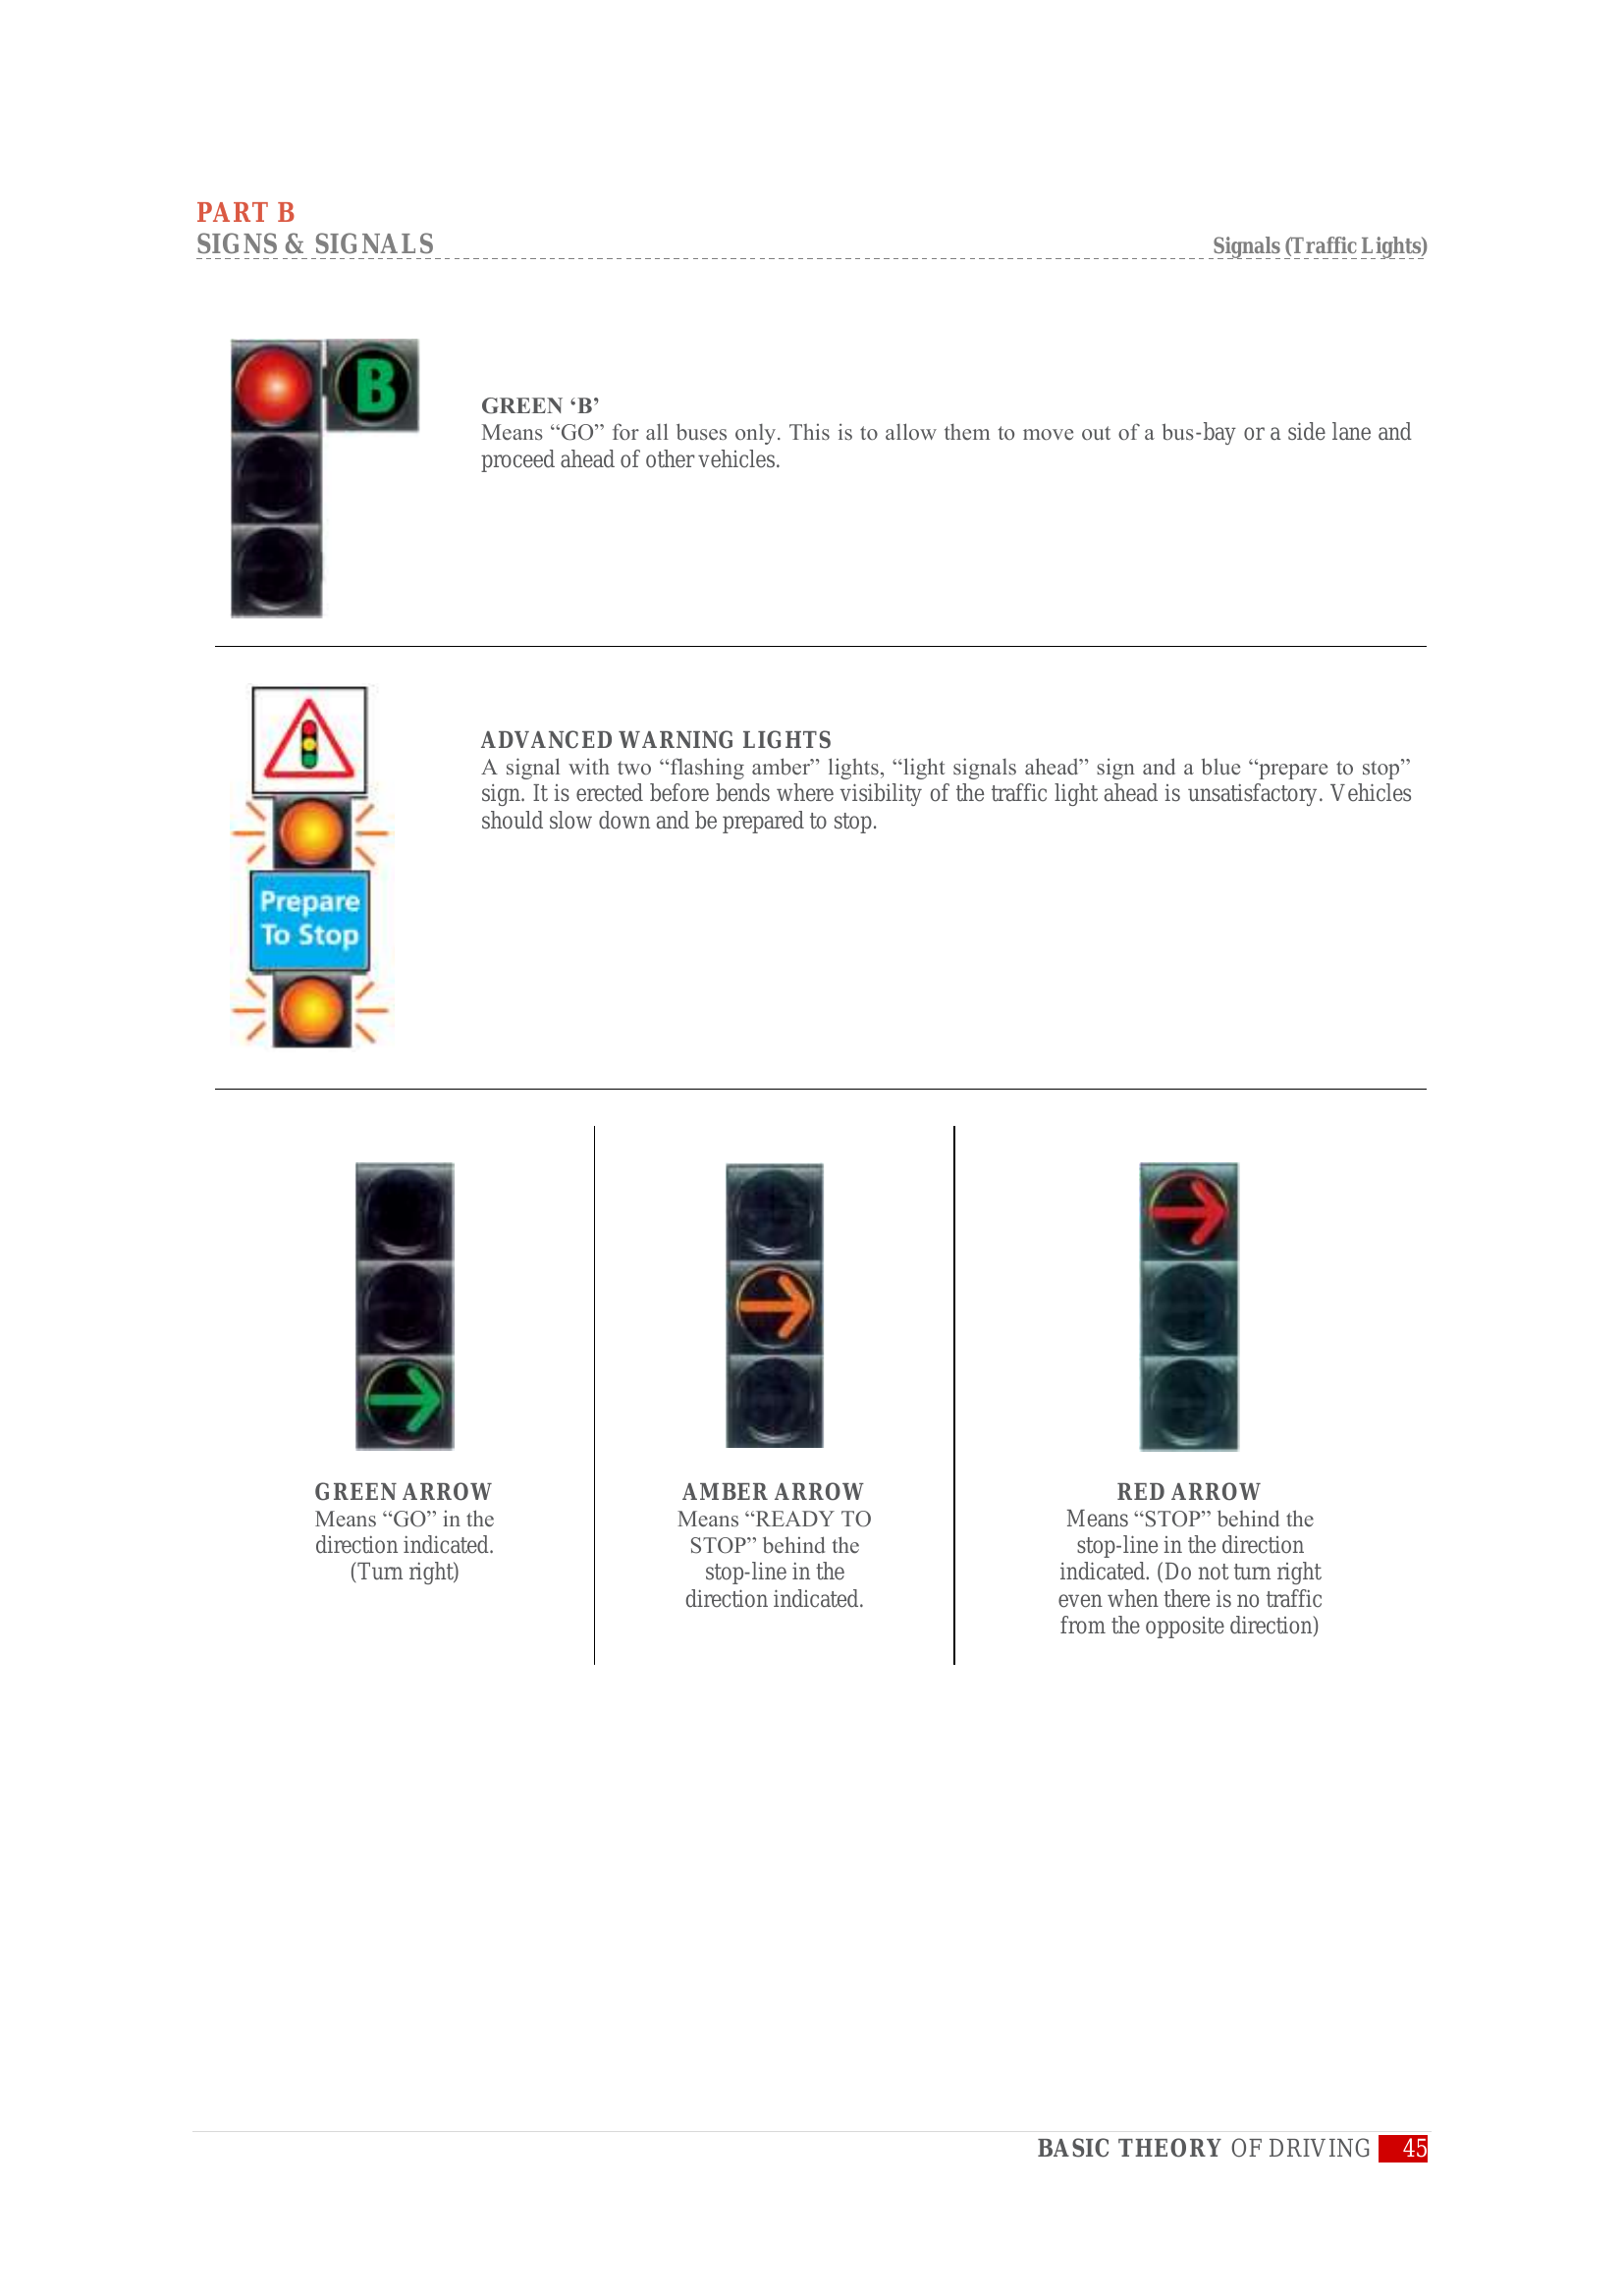 PART B
SIGNS & SIGNALS
Signals (Traffic Lights)
B
GREEN ‘B’
Means “GO” for all buses only. This is to allow them to move out of a bus-bay or a side lane and
proceed ahead of other vehicles.
ADVANCED WARNING LIGHTS
A signal with two “flashing amber” lights, “light signals ahead” sign and a blue “prepare to stop”
sign. It is erected before bends where visibility of the traffic light ahead is unsatisfactory. Vehicles
should slow down and be prepared to stop.
Prepare
To Stop
GREEN ARROW
Means “GO” in the
direction indicated.
(Turn right)
AMBER ARROW
Means “READY TO
STOP” behind the
stop-line in the
direction indicated.
RED ARROW
Means “STOP” behind the
stop-line in the direction
indicated. (Do not turn right
even when there is no traffic
from the opposite direction)
BASIC THEORY OF DRIVING 45